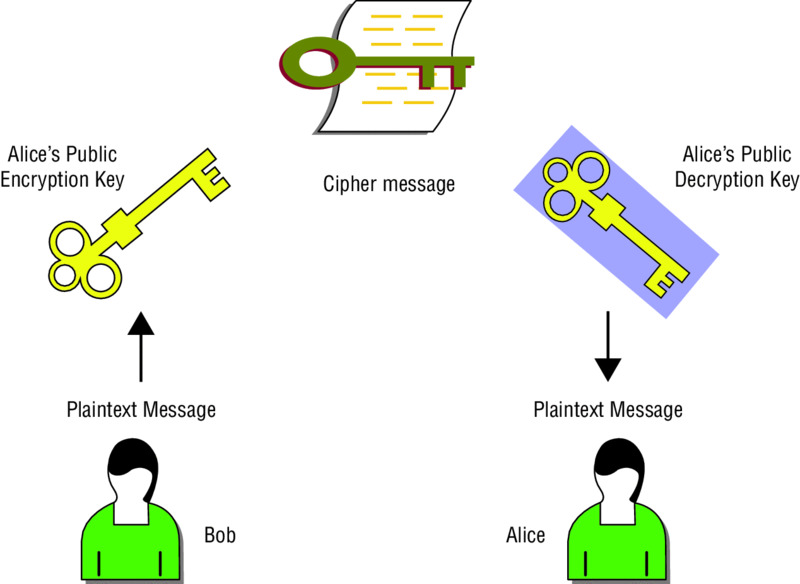 Alice’s Public
Encryption Key
Cipher message
Alice’s Public
Decryption Key
Plaintext Message
Plaintext Message
Bob
Alice